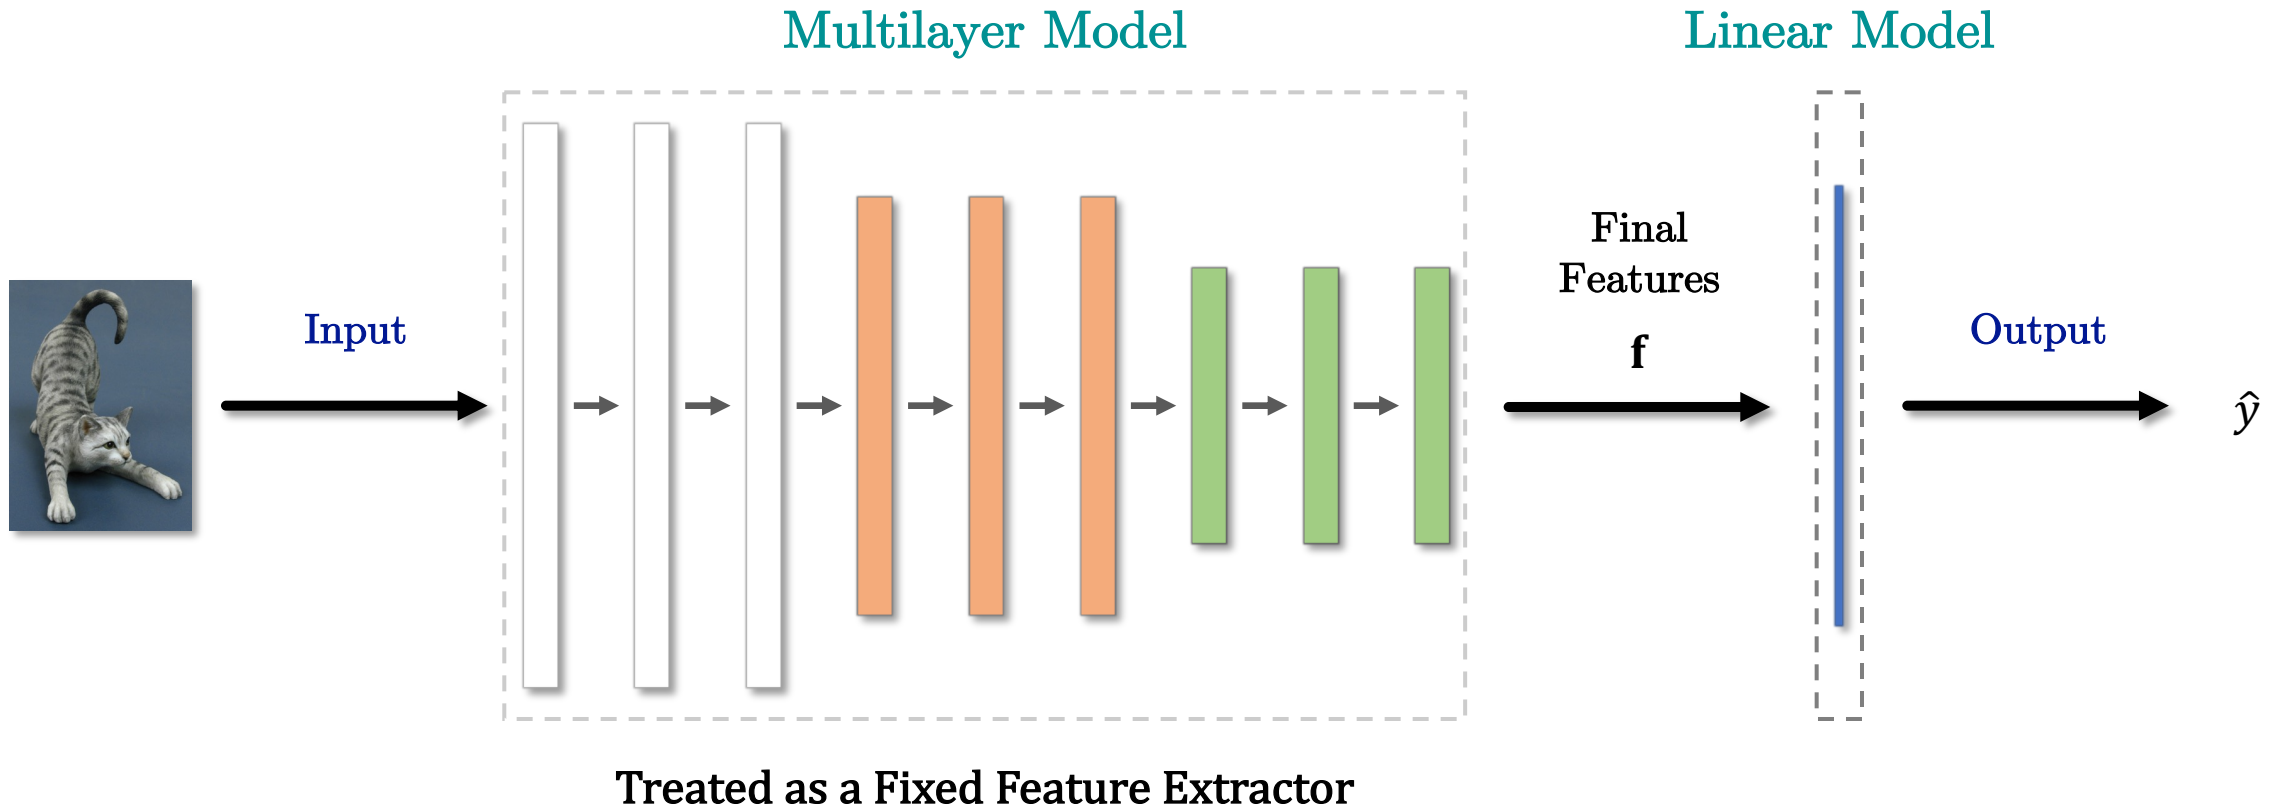 Multilayer Model
Linear Model
Input
Final
Features
f
Output
ŷ
Treated as a Fixed Feature Extractor